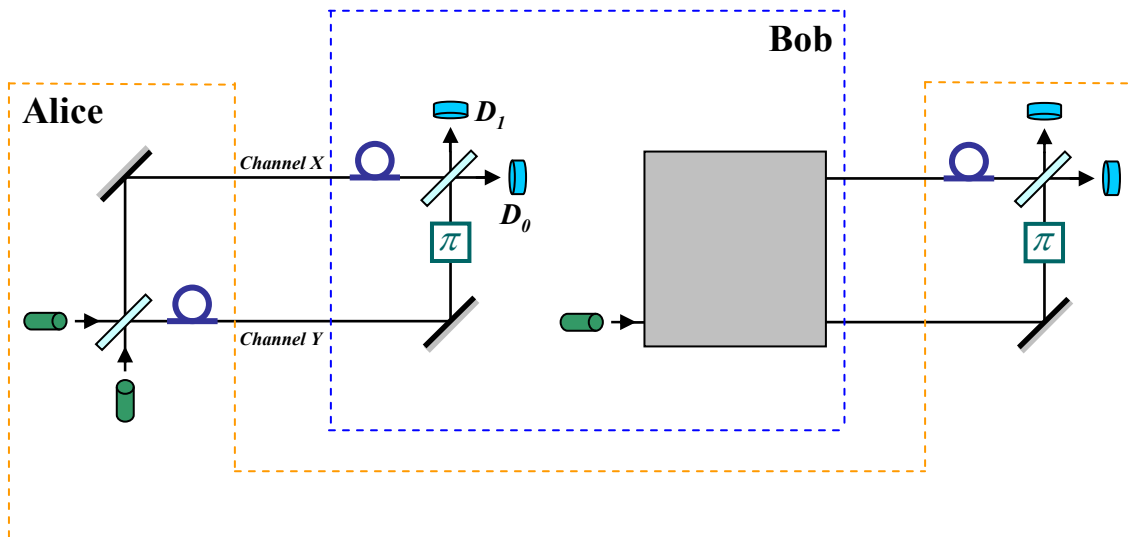 Bob
Alice
D1
Channel X
D0
π
π
Channel Y